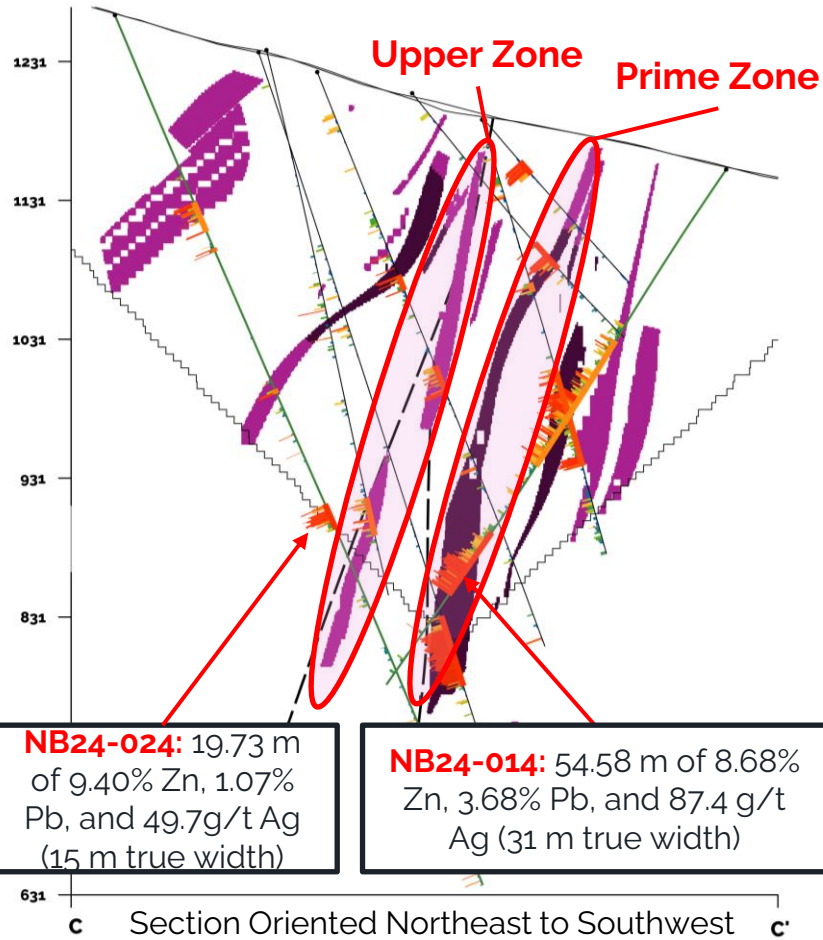 Upper Zone
Prime Zone
1231
1131
1031
931
831
NB24-024: 19.73 m
of 9.40% Zn, 1.07%
Pb, and 49.7g/t Ag
(15 m true width)
NB24-014: 54.58 m of 8.68%
Zn, 3.68% Pb, and 87.4 g/t
Ag (31 m true width)
631
C Section Oriented Northeast to Southwest C'